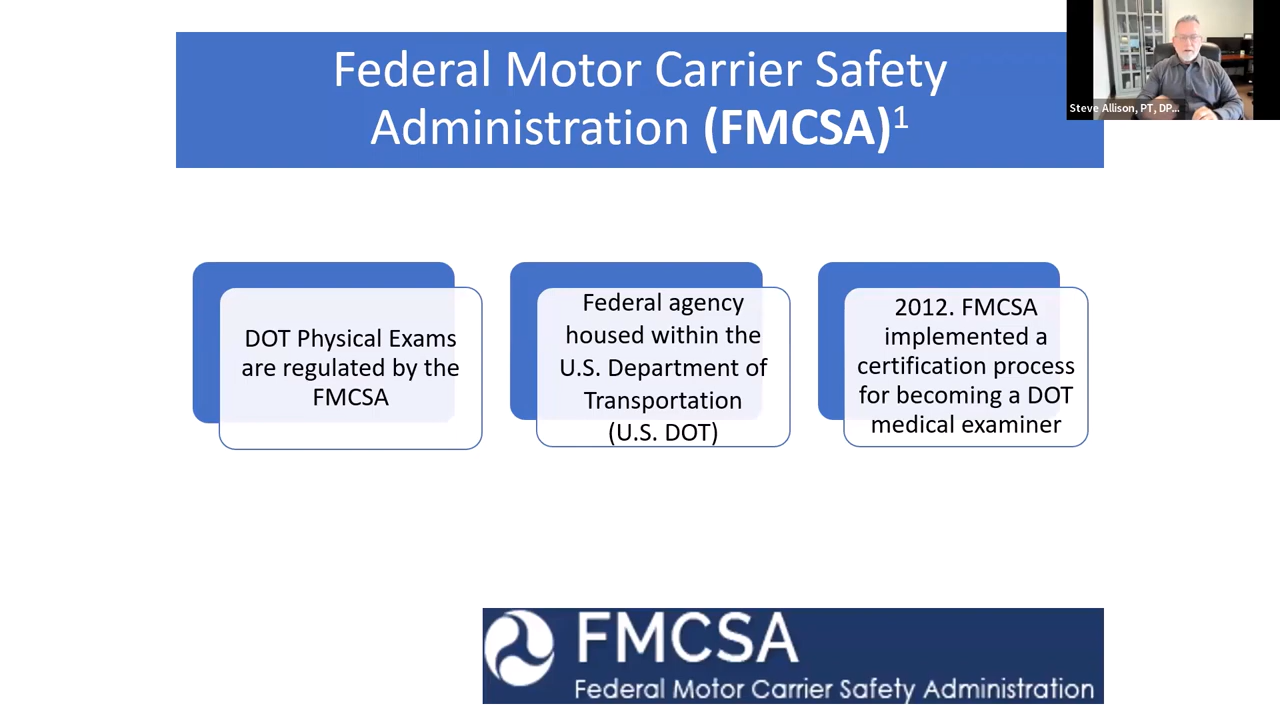 Federal Motor Carrier Safety
Administration (FMCSA)1
Steve Allison, PT, DP...
DOT Physical Exams
are regulated by the
FMCSA
Federal agency
housed within the
U.S. Department of
Transportation
(U.S. DOT)
2012. FMCSA
implemented a
certification process
for becoming a DOT
medical examiner
FMCSA
Federal Motor Carrier Safety Administration